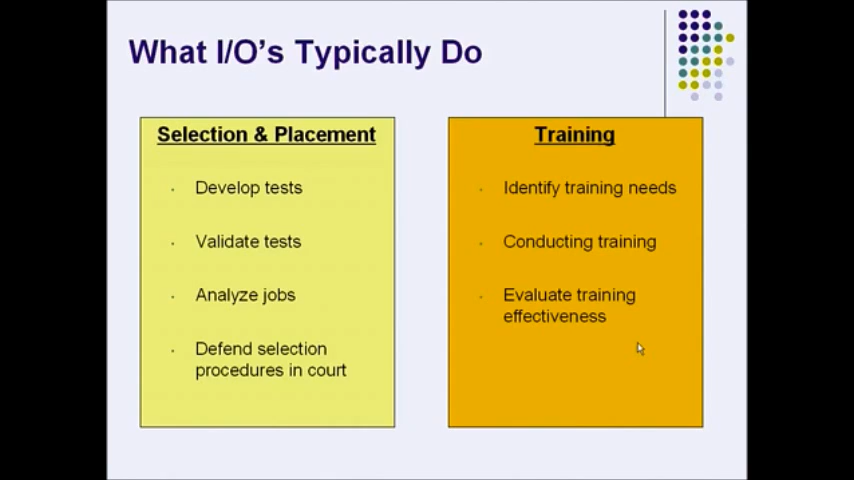 What I/O's Typically Do
Selection & Placement
Develop tests
Validate tests
Analyze jobs
Defend selection
procedures in court
Training
Identify training needs
Conducting training
Evaluate training
effectiveness